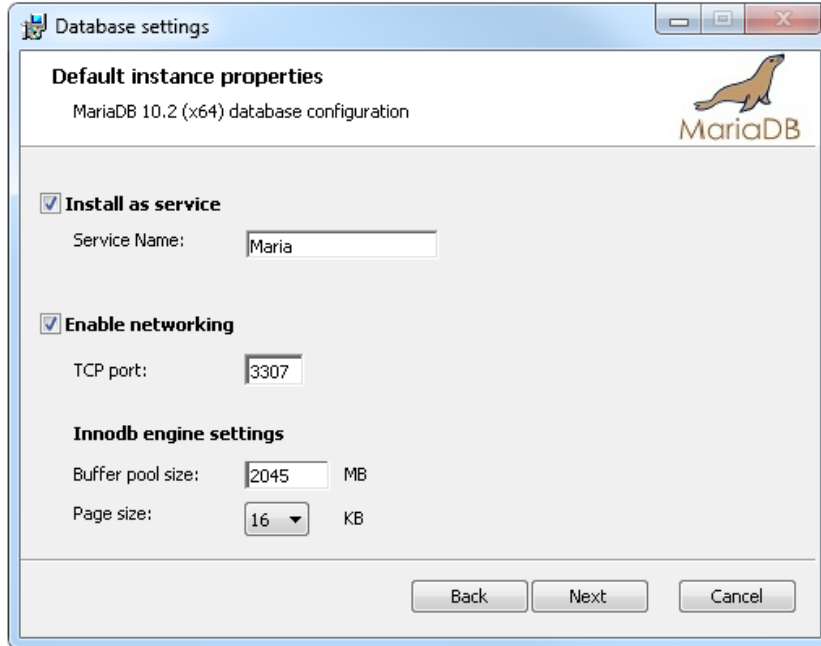 Database settings
Default instance properties
MariaDB 10.2 (x64) database configuration
MariaDB
Install as service
Service Name: Maria
Enable networking
TCP port: 3307
Innodb engine settings
Buffer pool size: 2045 MB
Page size: 16 KB
Back Next Cancel